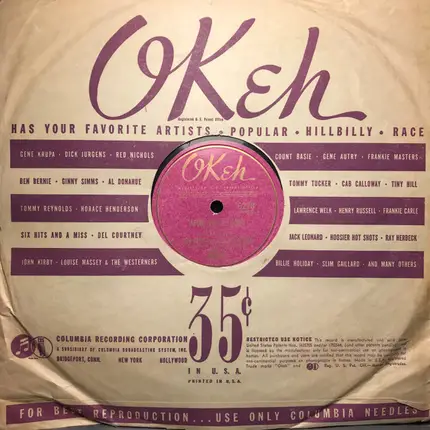 OKeh
Registered U. S. Patent Office
HAS YOUR FAVORITE ARTISTS • POPULAR • HILLBILLY • RACE
GENE KRUPA • DICK JURGENS • RED NICHOLS
COUNT BASIE • GENE AUTRY • FRANKIE MASTERS
BEN BERNIE • GINNY SIMMS • AL DONAHUE
TOMMY TUCKER • CAB CALLOWAY • TINY HILL
TOMMY REYNOLDS • HORACE HENDERSON
LAWRENCE WELK • HENRY RUSSELL • FRANKIE CARLE
SIX HITS AND A MISS • DEL COURTNEY
JACK LEONARD • HOOSIER HOT SHOTS • RAY HERBECK
JOHN KIRBY • LOUISE MASSEY & THE WESTERNERS
BILLIE HOLIDAY • SLIM GAILLARD • AND MANY OTHERS
OKeh
35¢
IN U.S.A.
PRINTED IN U.S.A.
COLUMBIA RECORDING CORPORATION
A SUBSIDIARY OF COLUMBIA BROADCASTING SYSTEM, INC.
BRIDGEPORT, CONN. NEW YORK HOLLYWOOD
RESTRICTED USE NOTICE
FOR BEST REPRODUCTION...USE ONLY COLUMBIA NEEDLES